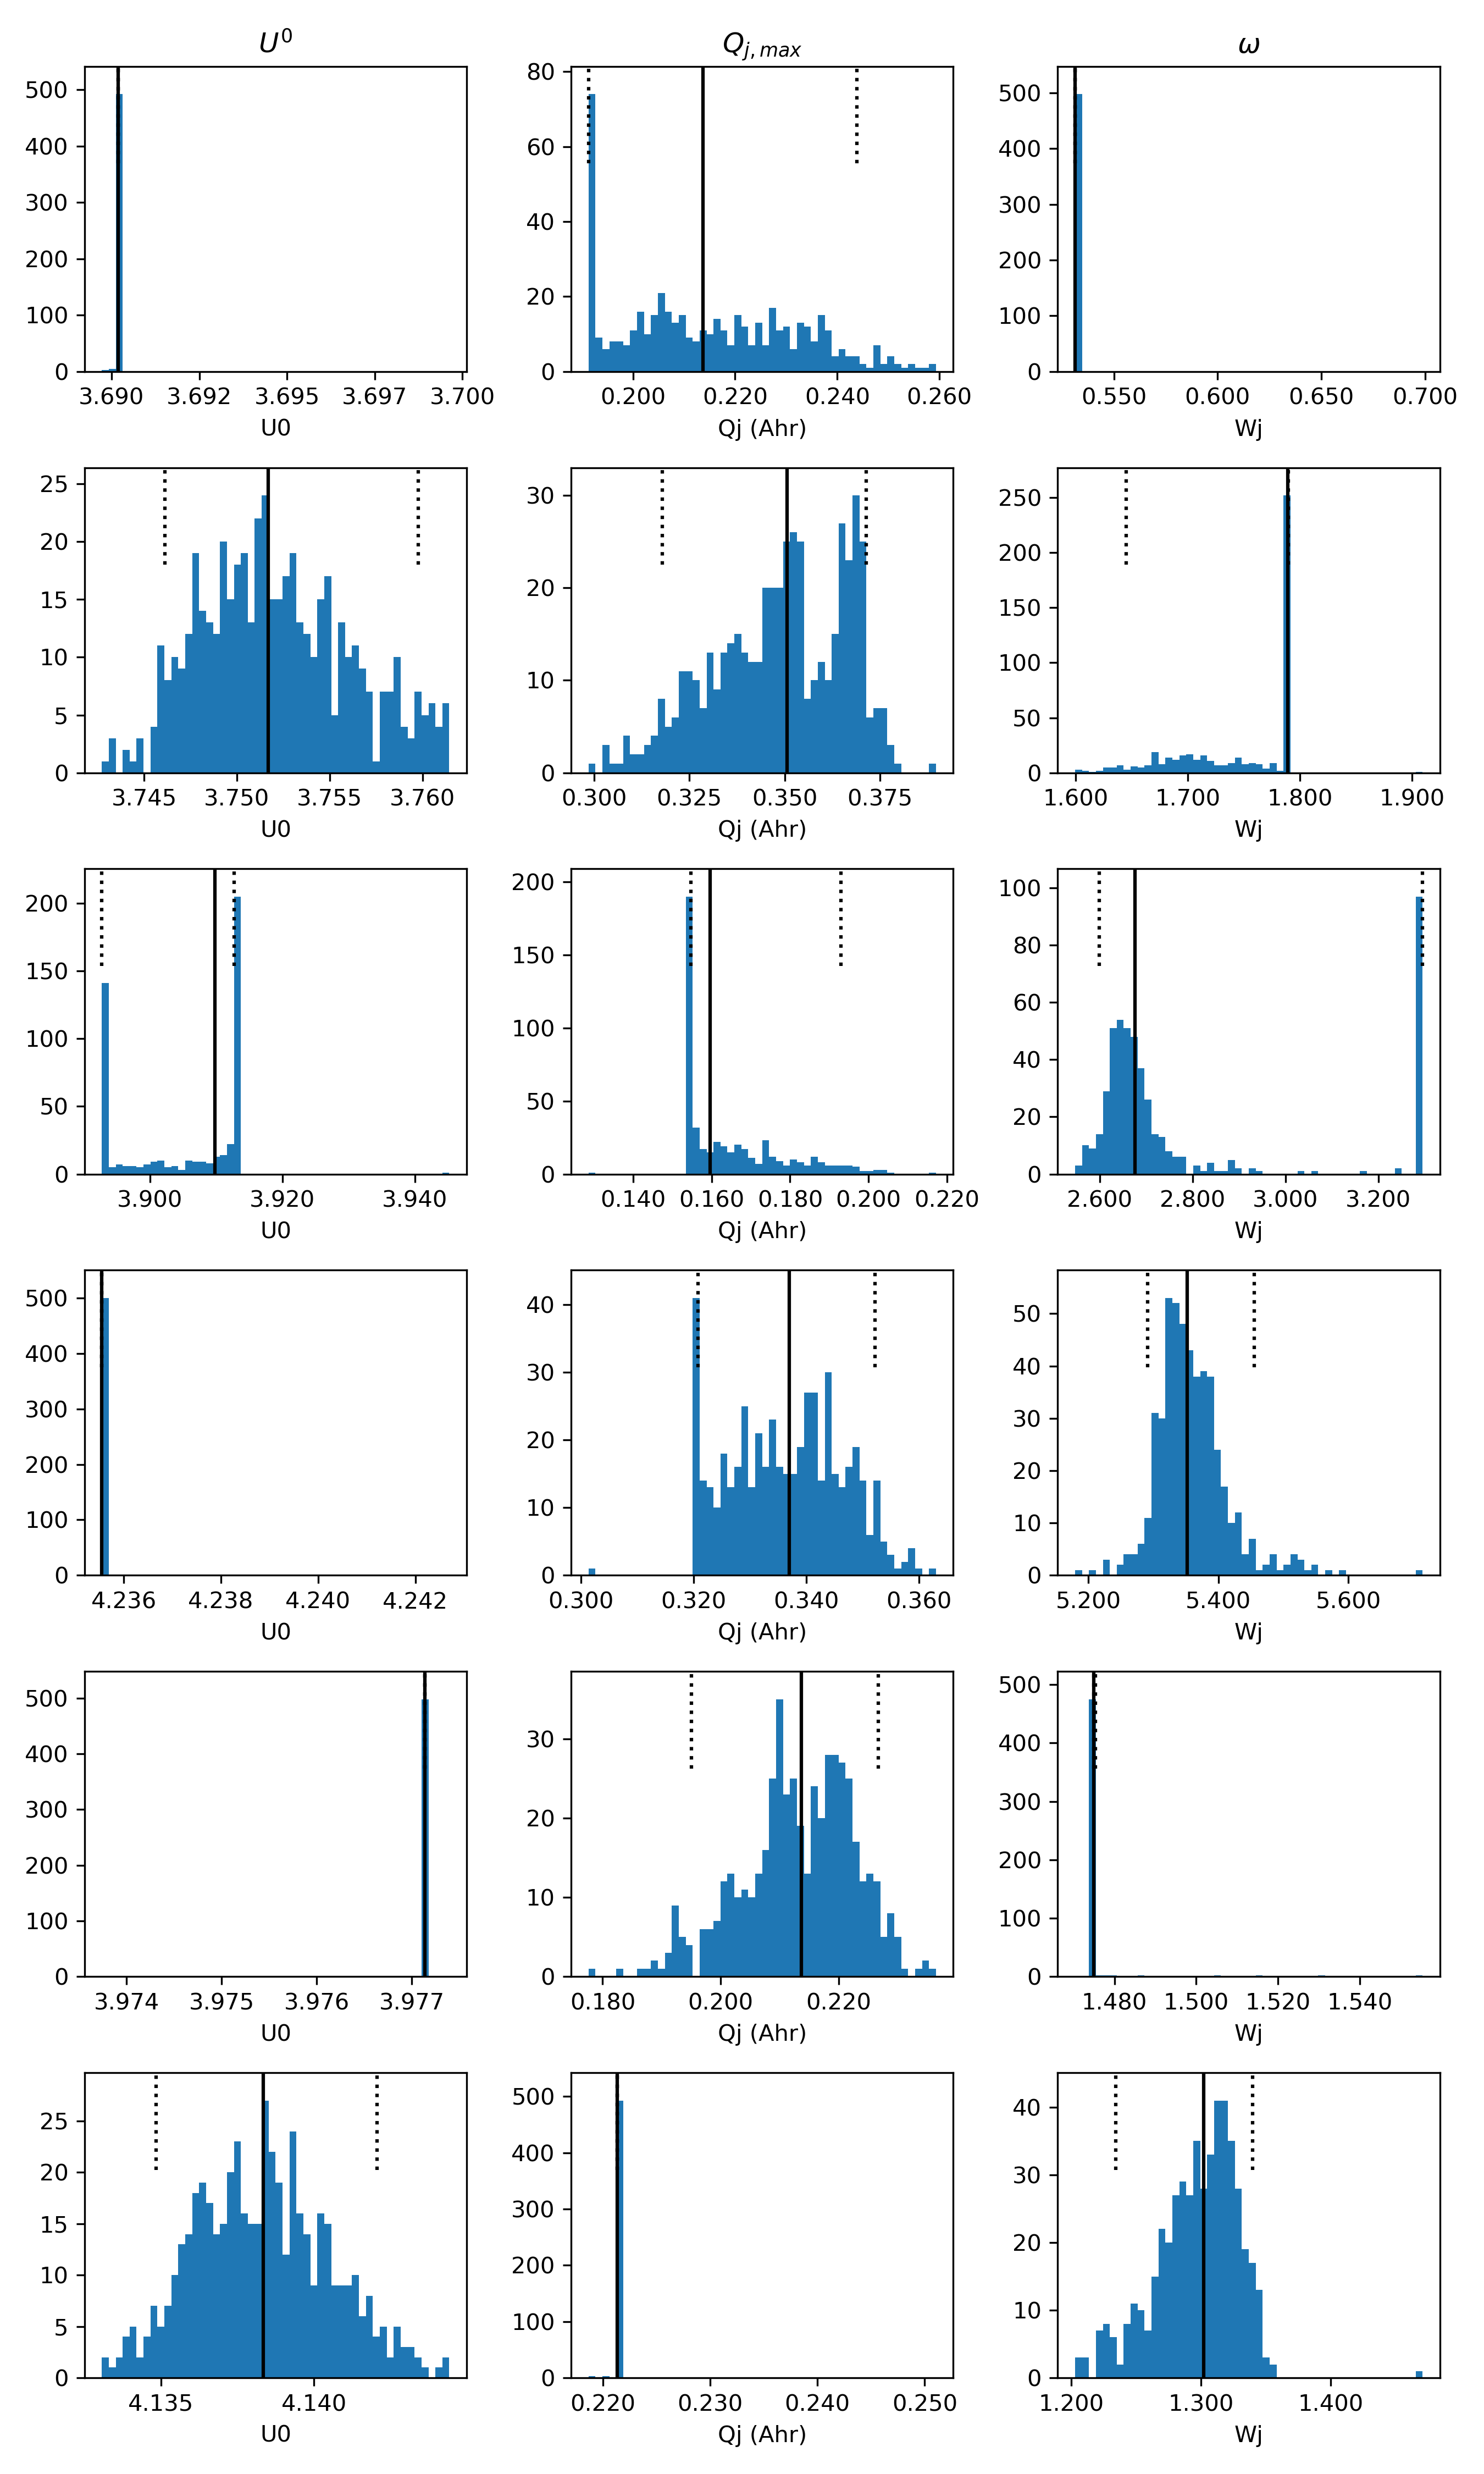 U⁰ Q_{j,max} ω
500 400 300 200 100 0
3.690 3.692 3.695 3.697 3.700
U0
80 60 40 20 0
0.200 0.220 0.240 0.260
Qj (Ahr)
500 400 300 200 100 0
0.550 0.600 0.650 0.700
Wj
25 20 15 10 5 0
3.745 3.750 3.755 3.760
U0
30 20 10 0
0.300 0.325 0.350 0.375
Qj (Ahr)
250 200 150 100 50 0
1.600 1.700 1.800 1.900
Wj
200 150 100 50 0
3.900 3.920 3.940
U0
200 150 100 50 0
0.140 0.160 0.180 0.200 0.220
Qj (Ahr)
100 80 60 40 20 0
2.600 2.800 3.000 3.200
Wj
500 400 300 200 100 0
4.236 4.238 4.240 4.242
U0
40 30 20 10 0
0.300 0.320 0.340 0.360
Qj (Ahr)
50 40 30 20 10 0
5.200 5.400 5.600
Wj
500 400 300 200 100 0
3.974 3.975 3.976 3.977
U0
30 20 10 0
0.180 0.200 0.220
Qj (Ahr)
500 400 300 200 100 0
1.480 1.500 1.520 1.540
Wj
25 20 15 10 5 0
4.135 4.140
U0
500 400 300 200 100 0
0.220 0.230 0.240 0.250
Qj (Ahr)
40 30 20 10 0
1.200 1.300 1.400
Wj